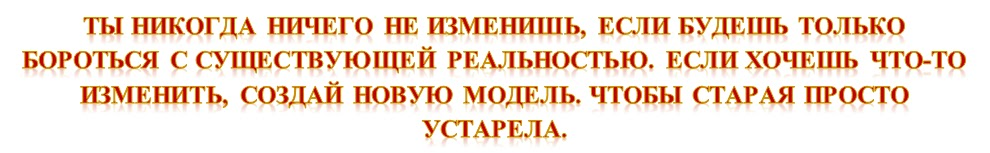 ТЫ НИКОГДА НИЧЕГО НЕ ИЗМЕНИШЬ, ЕСЛИ БУДЕШЬ ТОЛЬКО
БОРОТЬСЯ С СУЩЕСТВУЮЩЕЙ РЕАЛЬНОСТЬЮ. ЕСЛИ ХОЧЕШЬ ЧТО-ТО
ИЗМЕНИТЬ, СОЗДАЙ НОВУЮ МОДЕЛЬ. ЧТОБЫ СТАРАЯ ПРОСТО
УСТАРЕЛА.